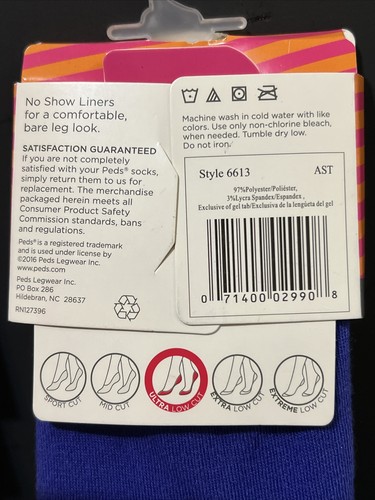 No Show Liners
for a comfortable,
bare leg look.
SATISFACTION GUARANTEED
If you are not completely
satisfied with your Peds® socks,
simply return them to us for
replacement. The merchandise
packaged herein meets all
Consumer Product Safety
Commission standards, bans
and regulations.
Peds® is a registered trademark
and is used under license by
©2016 Peds Legwear Inc.
www.peds.com
Peds Legwear Inc.
PO Box 286
Hildebran, NC 28637
RN127396
Machine wash in cold water with like
colors. Use only non-chlorine bleach,
when needed. Tumble dry low.
Do not iron.
Style 6613 AST
97%Polyester/Poliéster,
3%Lycra Spandex/Espandex,
Exclusive of gel tab/Exclusiva de la lengüeta del gel
0 71400 02990 8
SPORT CUT
MID CUT
ULTRA LOW CUT
EXTRA LOW CUT
EXTREME LOW CUT